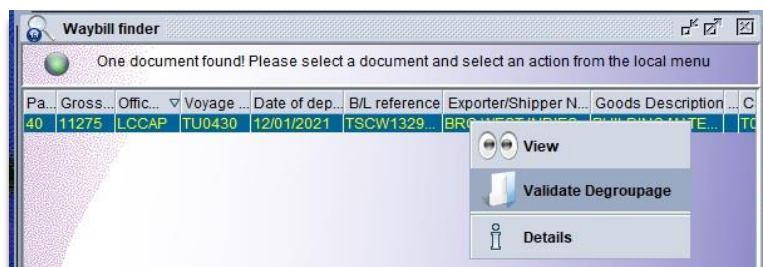 Waybill finder
One document found! Please select a document and select an action from the local menu
Pa... Gross... Offic... Voyage ... Date of dep... B/L reference Exporter/Shipper N... Goods Description ... C
40 11275 LCCAP TU0430 12/01/2021 TSCW1329...
View
Validate Degroupage
Details